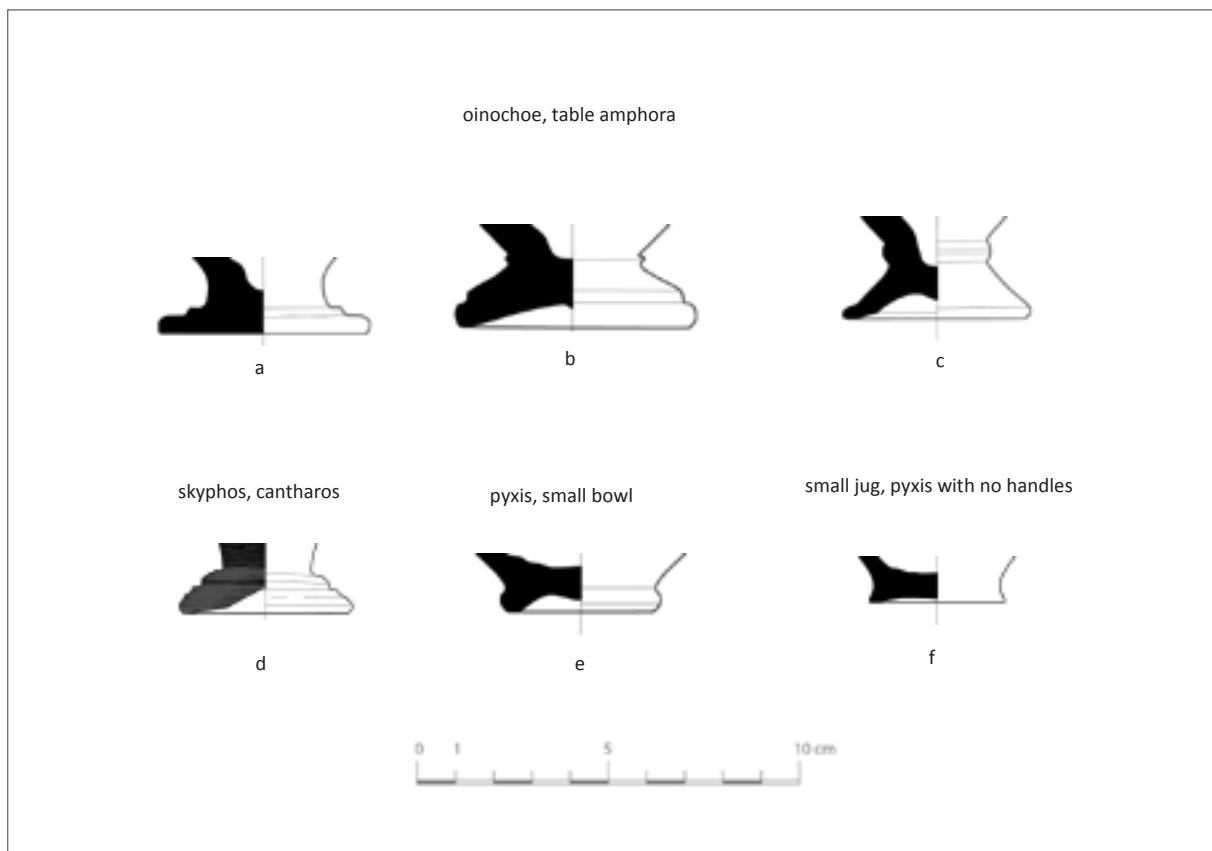 oinochoe, table amphora
a
b
c
skyphos, cantharos
pyxis, small bowl
small jug, pyxis with no handles
d
e
f
0 1 5 10 cm